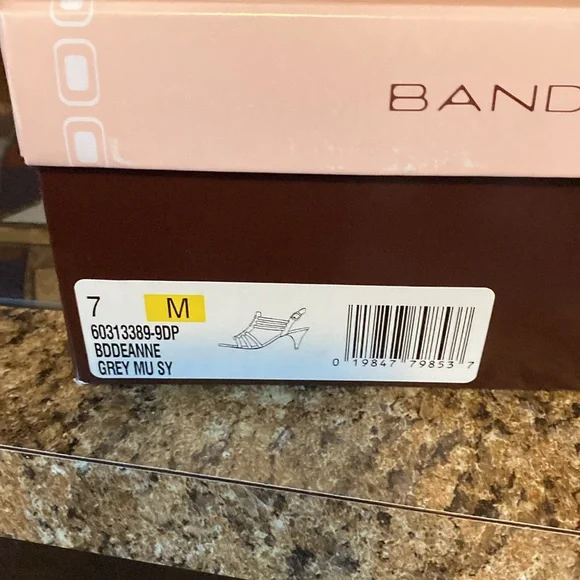 BAND
7 M
60313389-9DP
BDDEANNE
GREY MU SY
0 19847 79853 7